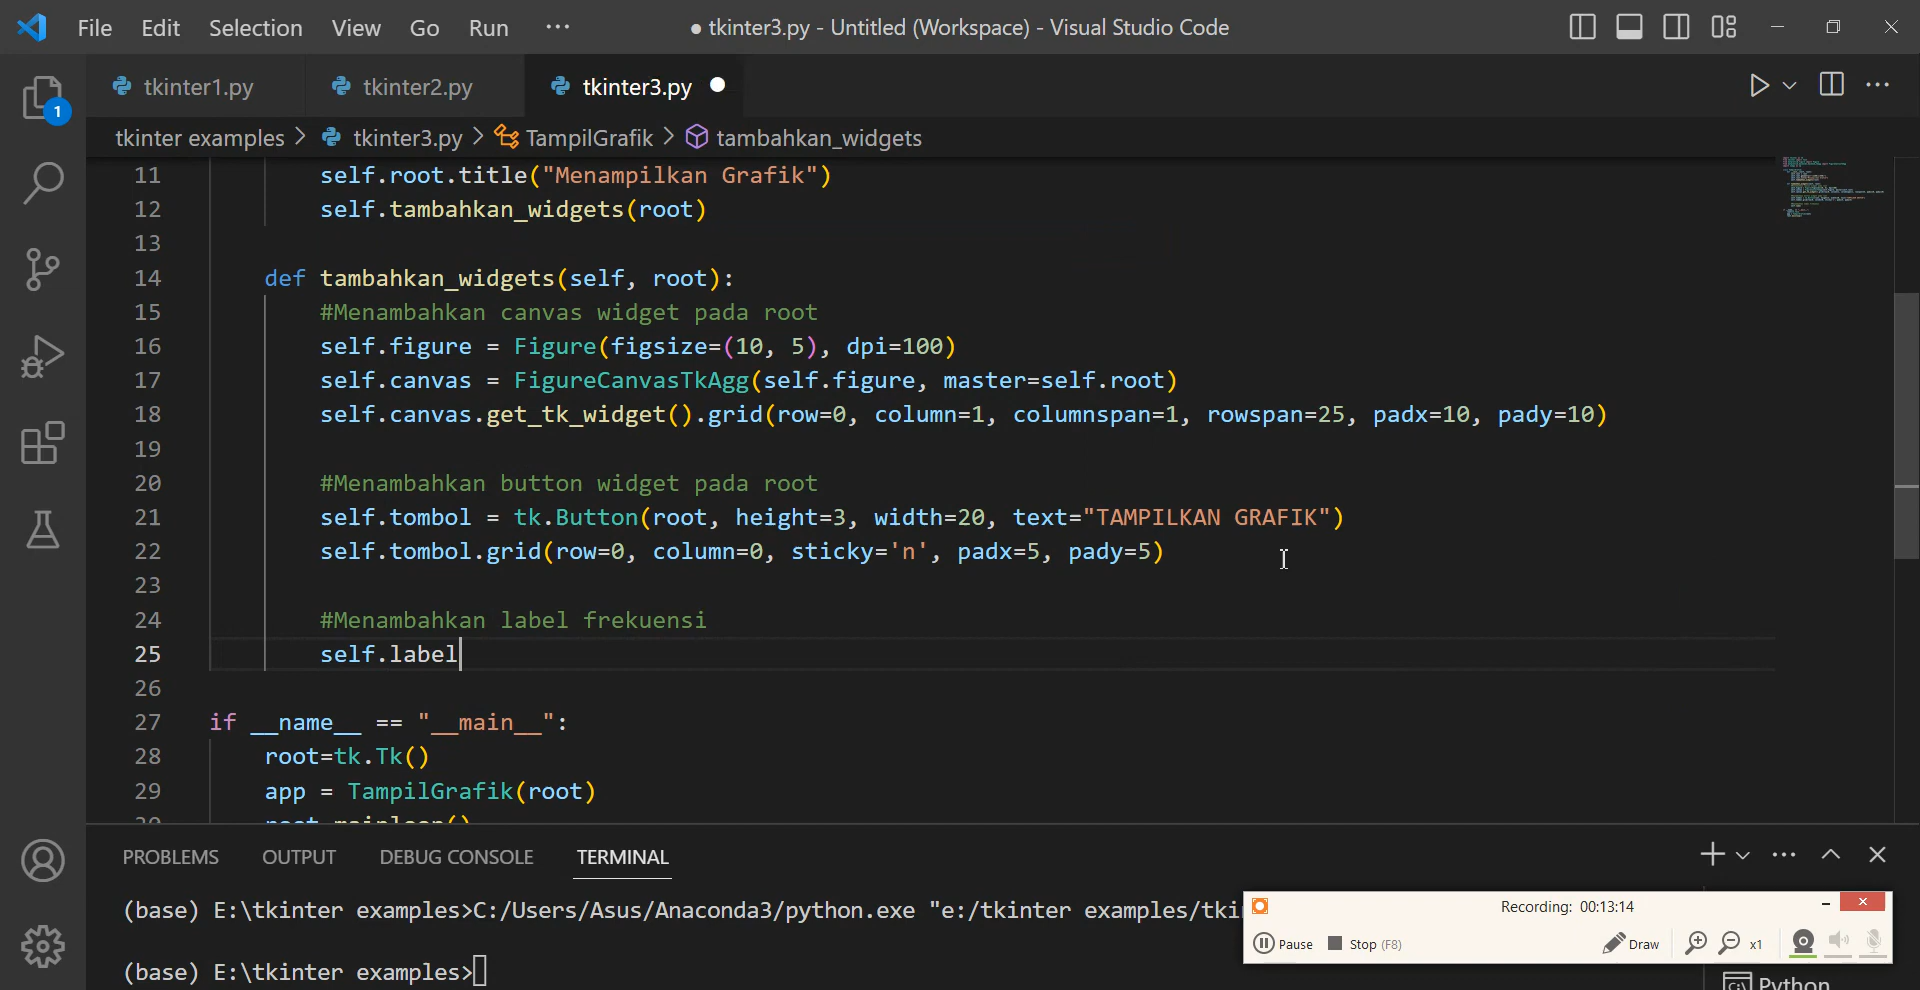 File Edit Selection View Go Run ··· ● tkinter3.py - Untitled (Workspace) - Visual Studio Code
tkinter1.py tkinter2.py tkinter3.py
tkinter examples > tkinter3.py > TampilGrafik > tambahkan_widgets
1
11 self.root.title("Menampilkan Grafik")
12 self.tambahkan_widgets(root)
13
14 def tambahkan_widgets(self, root):
15 #Menambahkan canvas widget pada root
16 self.figure = Figure(figsize=(10, 5), dpi=100)
17 self.canvas = FigureCanvasTkAgg(self.figure, master=self.root)
18 self.canvas.get_tk_widget().grid(row=0, column=1, columnspan=1, rowspan=25, padx=10, pady=10)
19
20 #Menambahkan button widget pada root
21 self.tombol = tk.Button(root, height=3, width=20, text="TAMPILKAN GRAFIK")
22 self.tombol.grid(row=0, column=0, sticky='n', padx=5, pady=5)
23
24 #Menambahkan label frekuensi
25 self.label
26
27 if __name__ == "__main__":
28 root=tk.Tk()
29 app = TampilGrafik(root)
30 root.mainloop()
PROBLEMS OUTPUT DEBUG CONSOLE TERMINAL
(base) E:\tkinter examples>C:/Users/Asus/Anaconda3/python.exe "e:/tkinter examples/tki
(base) E:\tkinter examples>
Recording: 00:13:14
Pause Stop (F8) Draw x1
Python